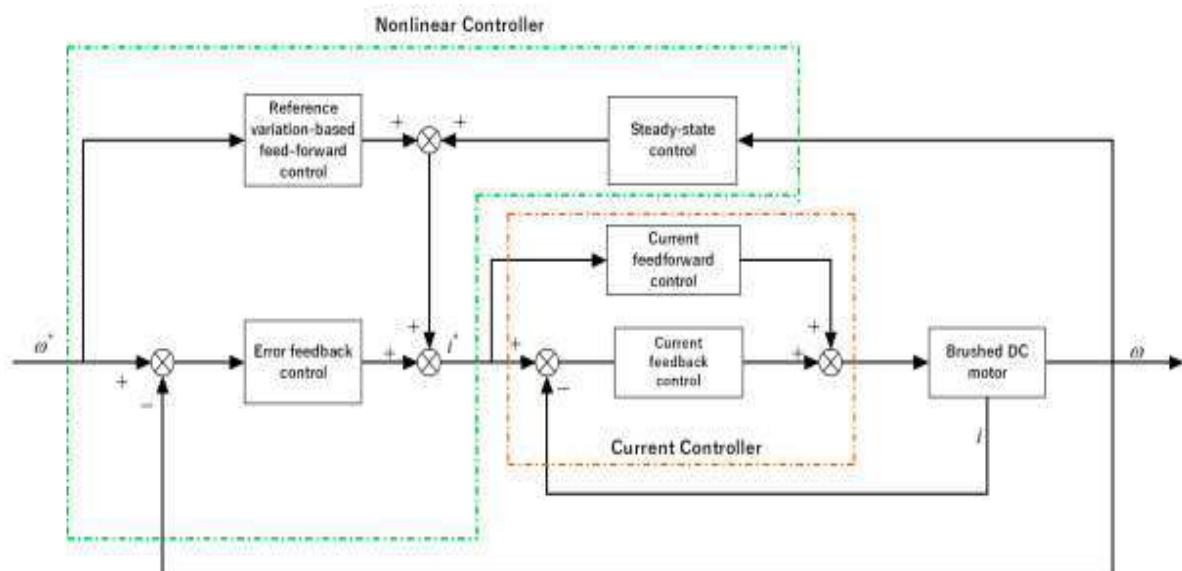 Nonlinear Controller
Reference
variation-based
feed-forward
control
+
+
Steady-state
control
Current
feedforward
control
ω*
+
−
Error feedback
control
+
+
i*
+
−
Current
feedback
control
+
+
Brushed DC
motor
ω
i
Current Controller